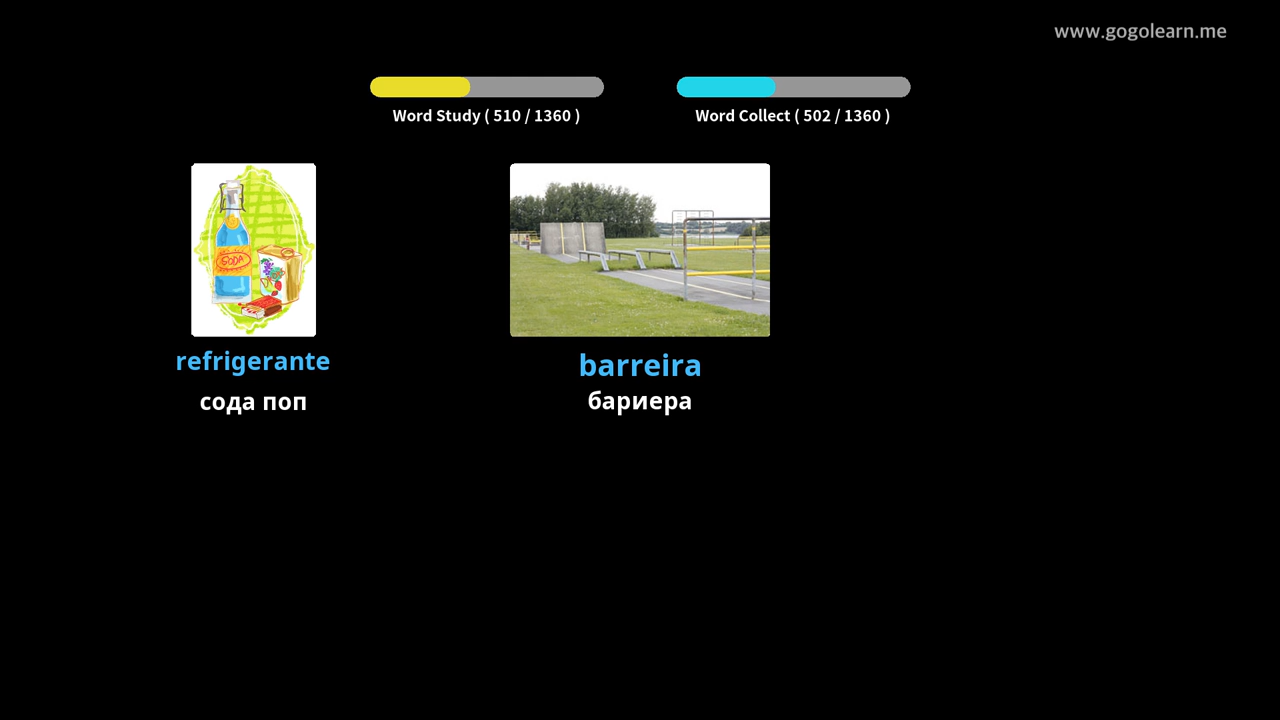 www.gogolearn.me
Word Study ( 510 / 1360 )
Word Collect ( 502 / 1360 )
SODA
refrigerante
сода поп
barreira
бариера